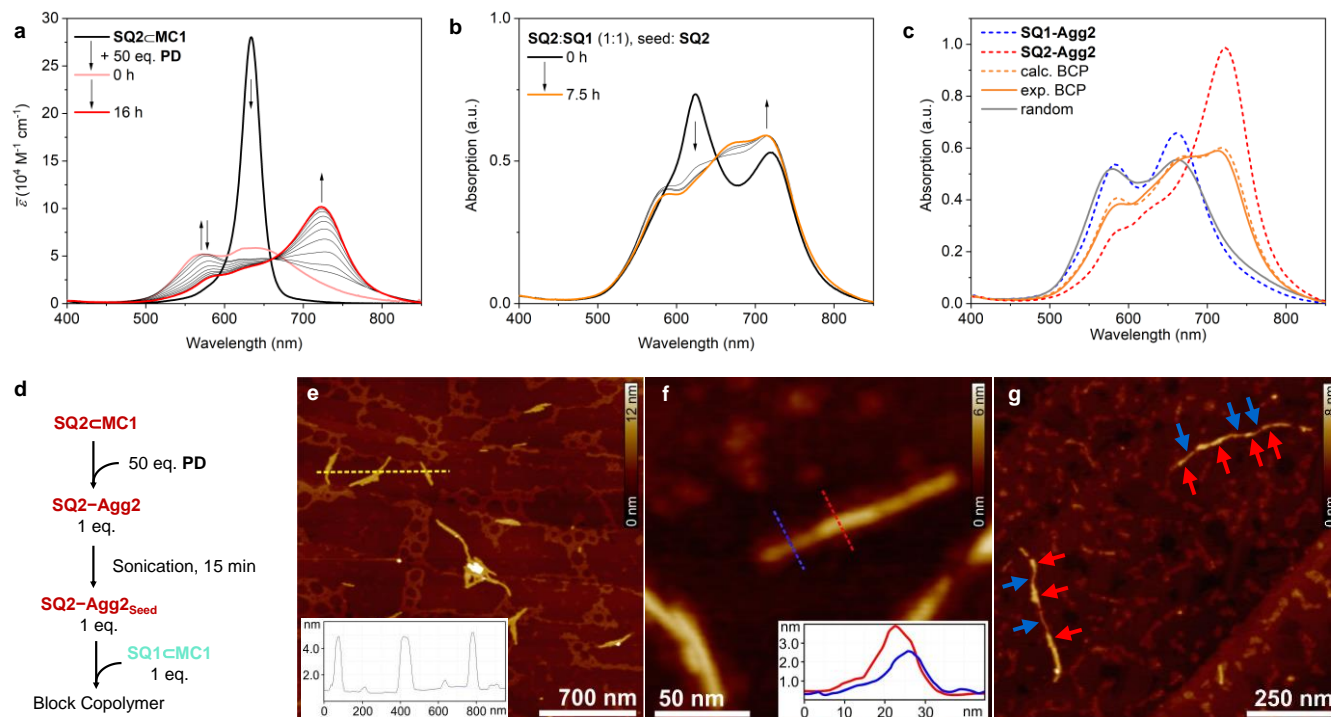 a
SQ2⊂MC1
+ 50 eq. PD
0 h
16 h
30
25
20
15
10
5
0
ε̅ (10⁴ M⁻¹ cm⁻¹)
400 500 600 700 800
Wavelength (nm)
b
SQ2:SQ1 (1:1), seed: SQ2
0 h
7.5 h
1.0
0.5
0.0
Absorption (a.u.)
400 500 600 700 800
Wavelength (nm)
c
SQ1-Agg2
SQ2-Agg2
calc. BCP
exp. BCP
random
1.0
0.8
0.6
0.4
0.2
0.0
Absorption (a.u.)
400 500 600 700 800
Wavelength (nm)
d
SQ2⊂MC1
50 eq. PD
SQ2−Agg2
1 eq.
Sonication, 15 min
SQ2−Agg2Seed
1 eq.
SQ1⊂MC1
1 eq.
Block Copolymer
e
12 nm
0 nm
nm
4.0
2.0
0 200 400 600 800 nm
700 nm
f
6 nm
0 nm
50 nm
nm
3.0
2.0
1.0
0 10 20 30 nm
g
8 nm
0 nm
250 nm